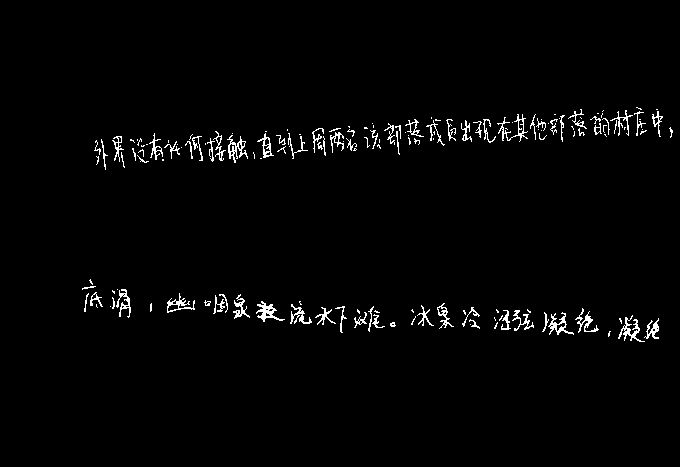 外界没有任何接触,直到上周两名该部落成员出现在其他部落的村庄中,
底滑,幽咽泉流水下滩。冰泉冷涩弦凝绝,凝绝